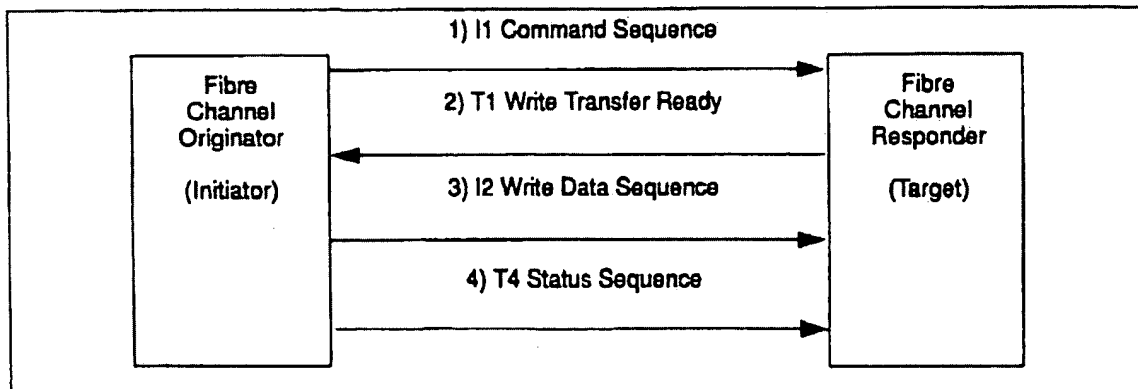 1) I1 Command Sequence
Fibre
Channel
Originator
(Initiator)
2) T1 Write Transfer Ready
3) I2 Write Data Sequence
4) T4 Status Sequence
Fibre
Channel
Responder
(Target)